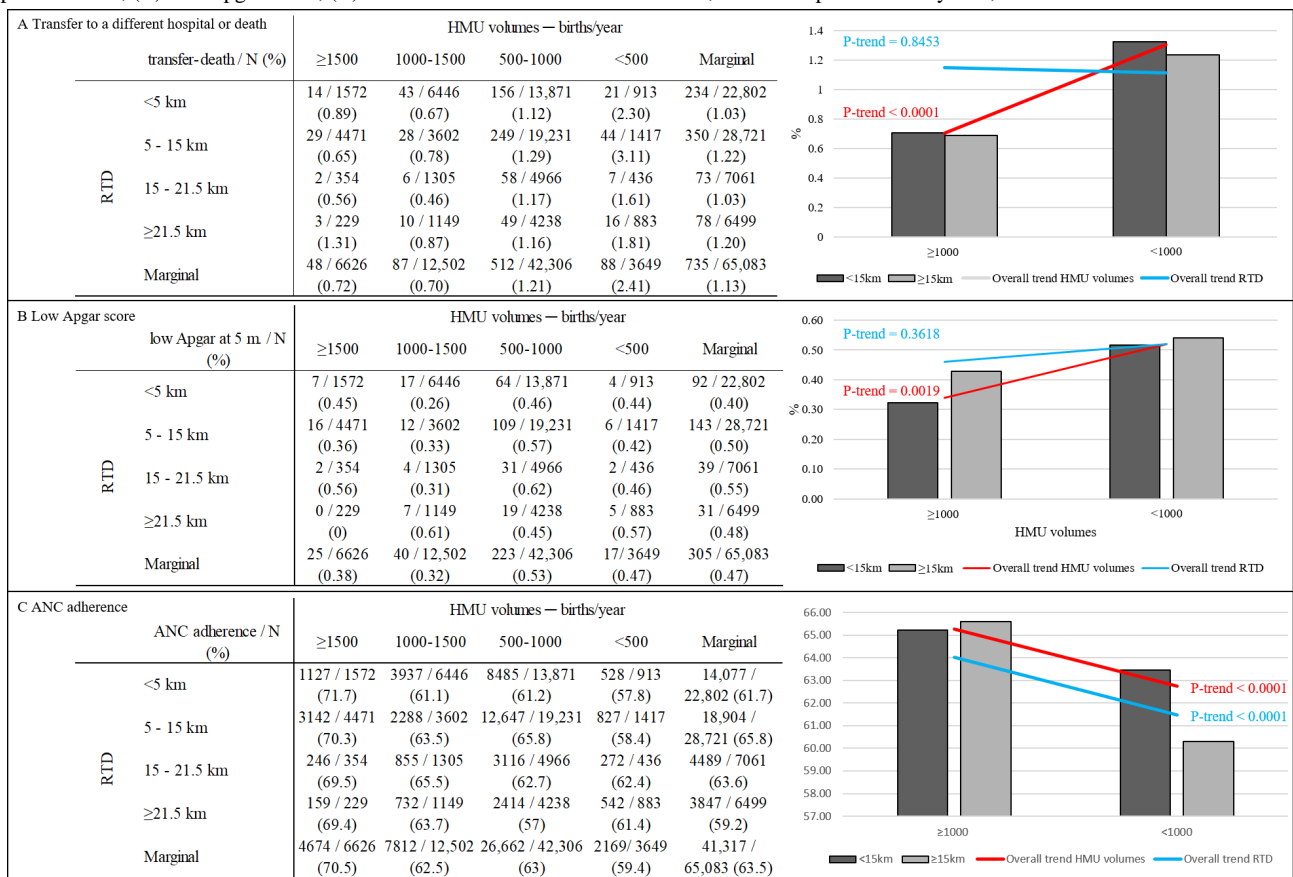 A Transfer to a different hospital or death
HMU volumes — births/year
transfer-death / N (%) ≥1500 1000-1500 500-1000 <500 Marginal
RTD
<5 km 14 / 1572 43 / 6446 156 / 13,871 21 / 913 234 / 22,802
(0.89) (0.67) (1.12) (2.30) (1.03)
5 - 15 km 29 / 4471 28 / 3602 249 / 19,231 44 / 1417 350 / 28,721
(0.65) (0.78) (1.29) (3.11) (1.22)
15 - 21.5 km 2 / 354 6 / 1305 58 / 4966 7 / 436 73 / 7061
(0.56) (0.46) (1.17) (1.61) (1.03)
≥21.5 km 3 / 229 10 / 1149 49 / 4238 16 / 883 78 / 6499
(1.31) (0.87) (1.16) (1.81) (1.20)
Marginal 48 / 6626 87 / 12,502 512 / 42,306 88 / 3649 735 / 65,083
(0.72) (0.70) (1.21) (2.41) (1.13)
1.4
1.2
1
0.8
0.6
0.4
0.2
0
%
P-trend = 0.8453
P-trend < 0.0001
≥1000 <1000
<15km ≥15km Overall trend HMU volumes Overall trend RTD
B Low Apgar score
HMU volumes — births/year
low Apgar at 5 m. / N
(%)
≥1500 1000-1500 500-1000 <500 Marginal
RTD
<5 km 7 / 1572 17 / 6446 64 / 13,871 4 / 913 92 / 22,802
(0.45) (0.26) (0.46) (0.44) (0.40)
5 - 15 km 16 / 4471 12 / 3602 109 / 19,231 6 / 1417 143 / 28,721
(0.36) (0.33) (0.57) (0.42) (0.50)
15 - 21.5 km 2 / 354 4 / 1305 31 / 4966 2 / 436 39 / 7061
(0.56) (0.31) (0.62) (0.46) (0.55)
≥21.5 km 0 / 229 7 / 1149 19 / 4238 5 / 883 31 / 6499
(0) (0.61) (0.45) (0.57) (0.48)
Marginal 25 / 6626 40 / 12,502 223 / 42,306 17/ 3649 305 / 65,083
(0.38) (0.32) (0.53) (0.47) (0.47)
0.60
0.50
0.40
0.30
0.20
0.10
0.00
%
P-trend = 0.3618
P-trend = 0.0019
≥1000 <1000
HMU volumes
<15km ≥15km Overall trend HMU volumes Overall trend RTD
C ANC adherence
HMU volumes — births/year
ANC adherence / N
(%)
≥1500 1000-1500 500-1000 <500 Marginal
RTD
<5 km 1127 / 1572 3937 / 6446 8485 / 13,871 528 / 913 14,077 /
(71.7) (61.1) (61.2) (57.8) 22,802 (61.7)
5 - 15 km 3142 / 4471 2288 / 3602 12,647 / 19,231 827 / 1417 18,904 /
(70.3) (63.5) (65.8) (58.4) 28,721 (65.8)
15 - 21.5 km 246 / 354 855 / 1305 3116 / 4966 272 / 436 4489 / 7061
(69.5) (65.5) (62.7) (62.4) (63.6)
≥21.5 km 159 / 229 732 / 1149 2414 / 4238 542 / 883 3847 / 6499
(69.4) (63.7) (57) (61.4) (59.2)
Marginal 4674 / 6626 7812 / 12,502 26,662 / 42,306 2169/ 3649 41,317 /
(70.5) (62.5) (63) (59.4) 65,083 (63.5)
66.00
65.00
64.00
63.00
62.00
61.00
60.00
59.00
58.00
57.00
P-trend < 0.0001
P-trend < 0.0001
≥1000 <1000
<15km ≥15km Overall trend HMU volumes Overall trend RTD